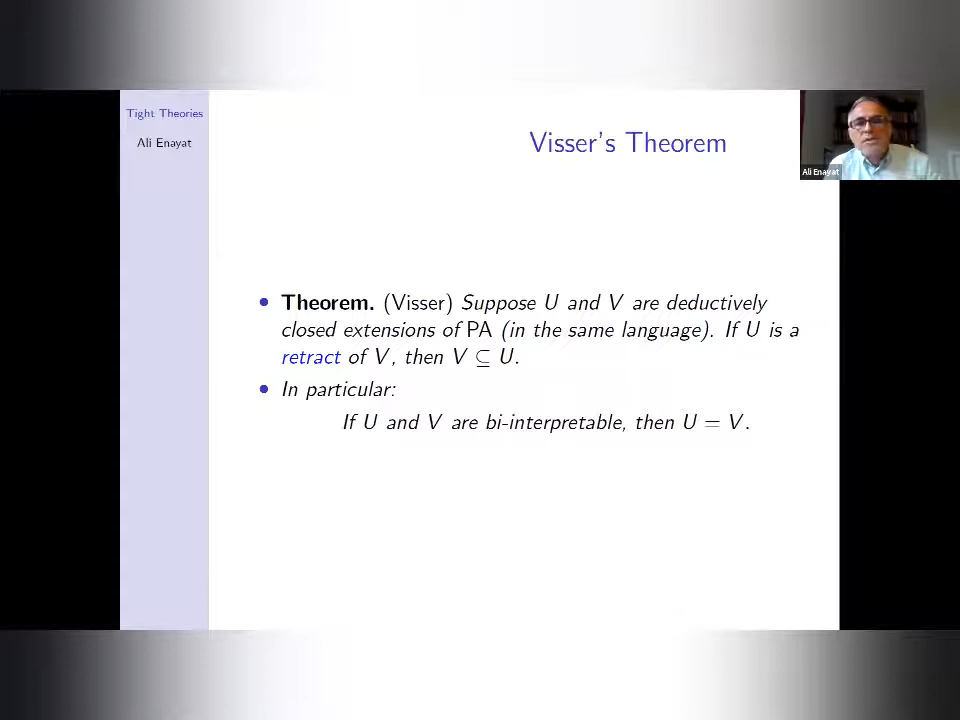 Tight Theories
Ali Enayat
Visser's Theorem
Ali Enayat
• Theorem. (Visser) Suppose U and V are deductively
closed extensions of PA (in the same language). If U is a
retract of V, then V ⊆ U.
• In particular:
If U and V are bi-interpretable, then U = V.